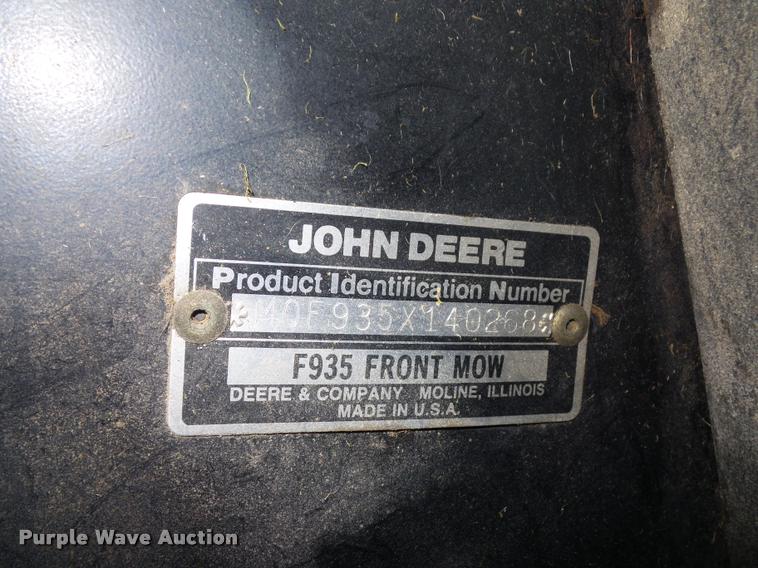 JOHN DEERE
Product Identification Number
M0F935X140268
F935 FRONT MOW
DEERE & COMPANY MOLINE, ILLINOIS
MADE IN U.S.A.
Purple Wave Auction